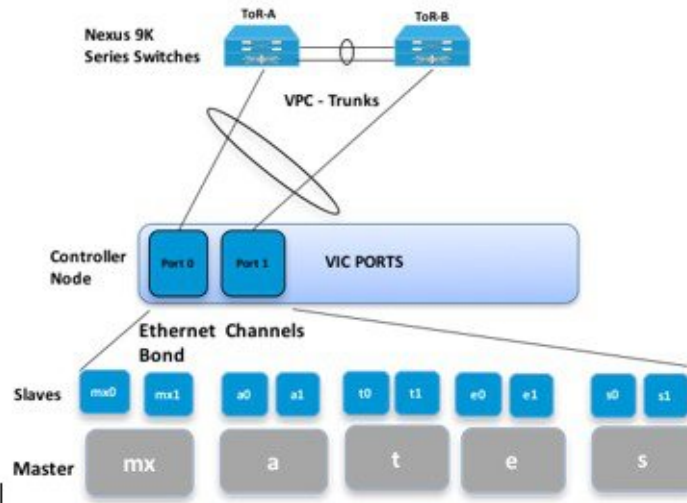 ToR-A
ToR-B
Nexus 9K
Series Switches
VPC - Trunks
Controller
Node
Port 0
Port 1
VIC PORTS
Ethernet Channels
Bond
Slaves
mx0
mx1
a0
a1
t0
t1
e0
e1
s0
s1
Master
mx
a
t
e
s